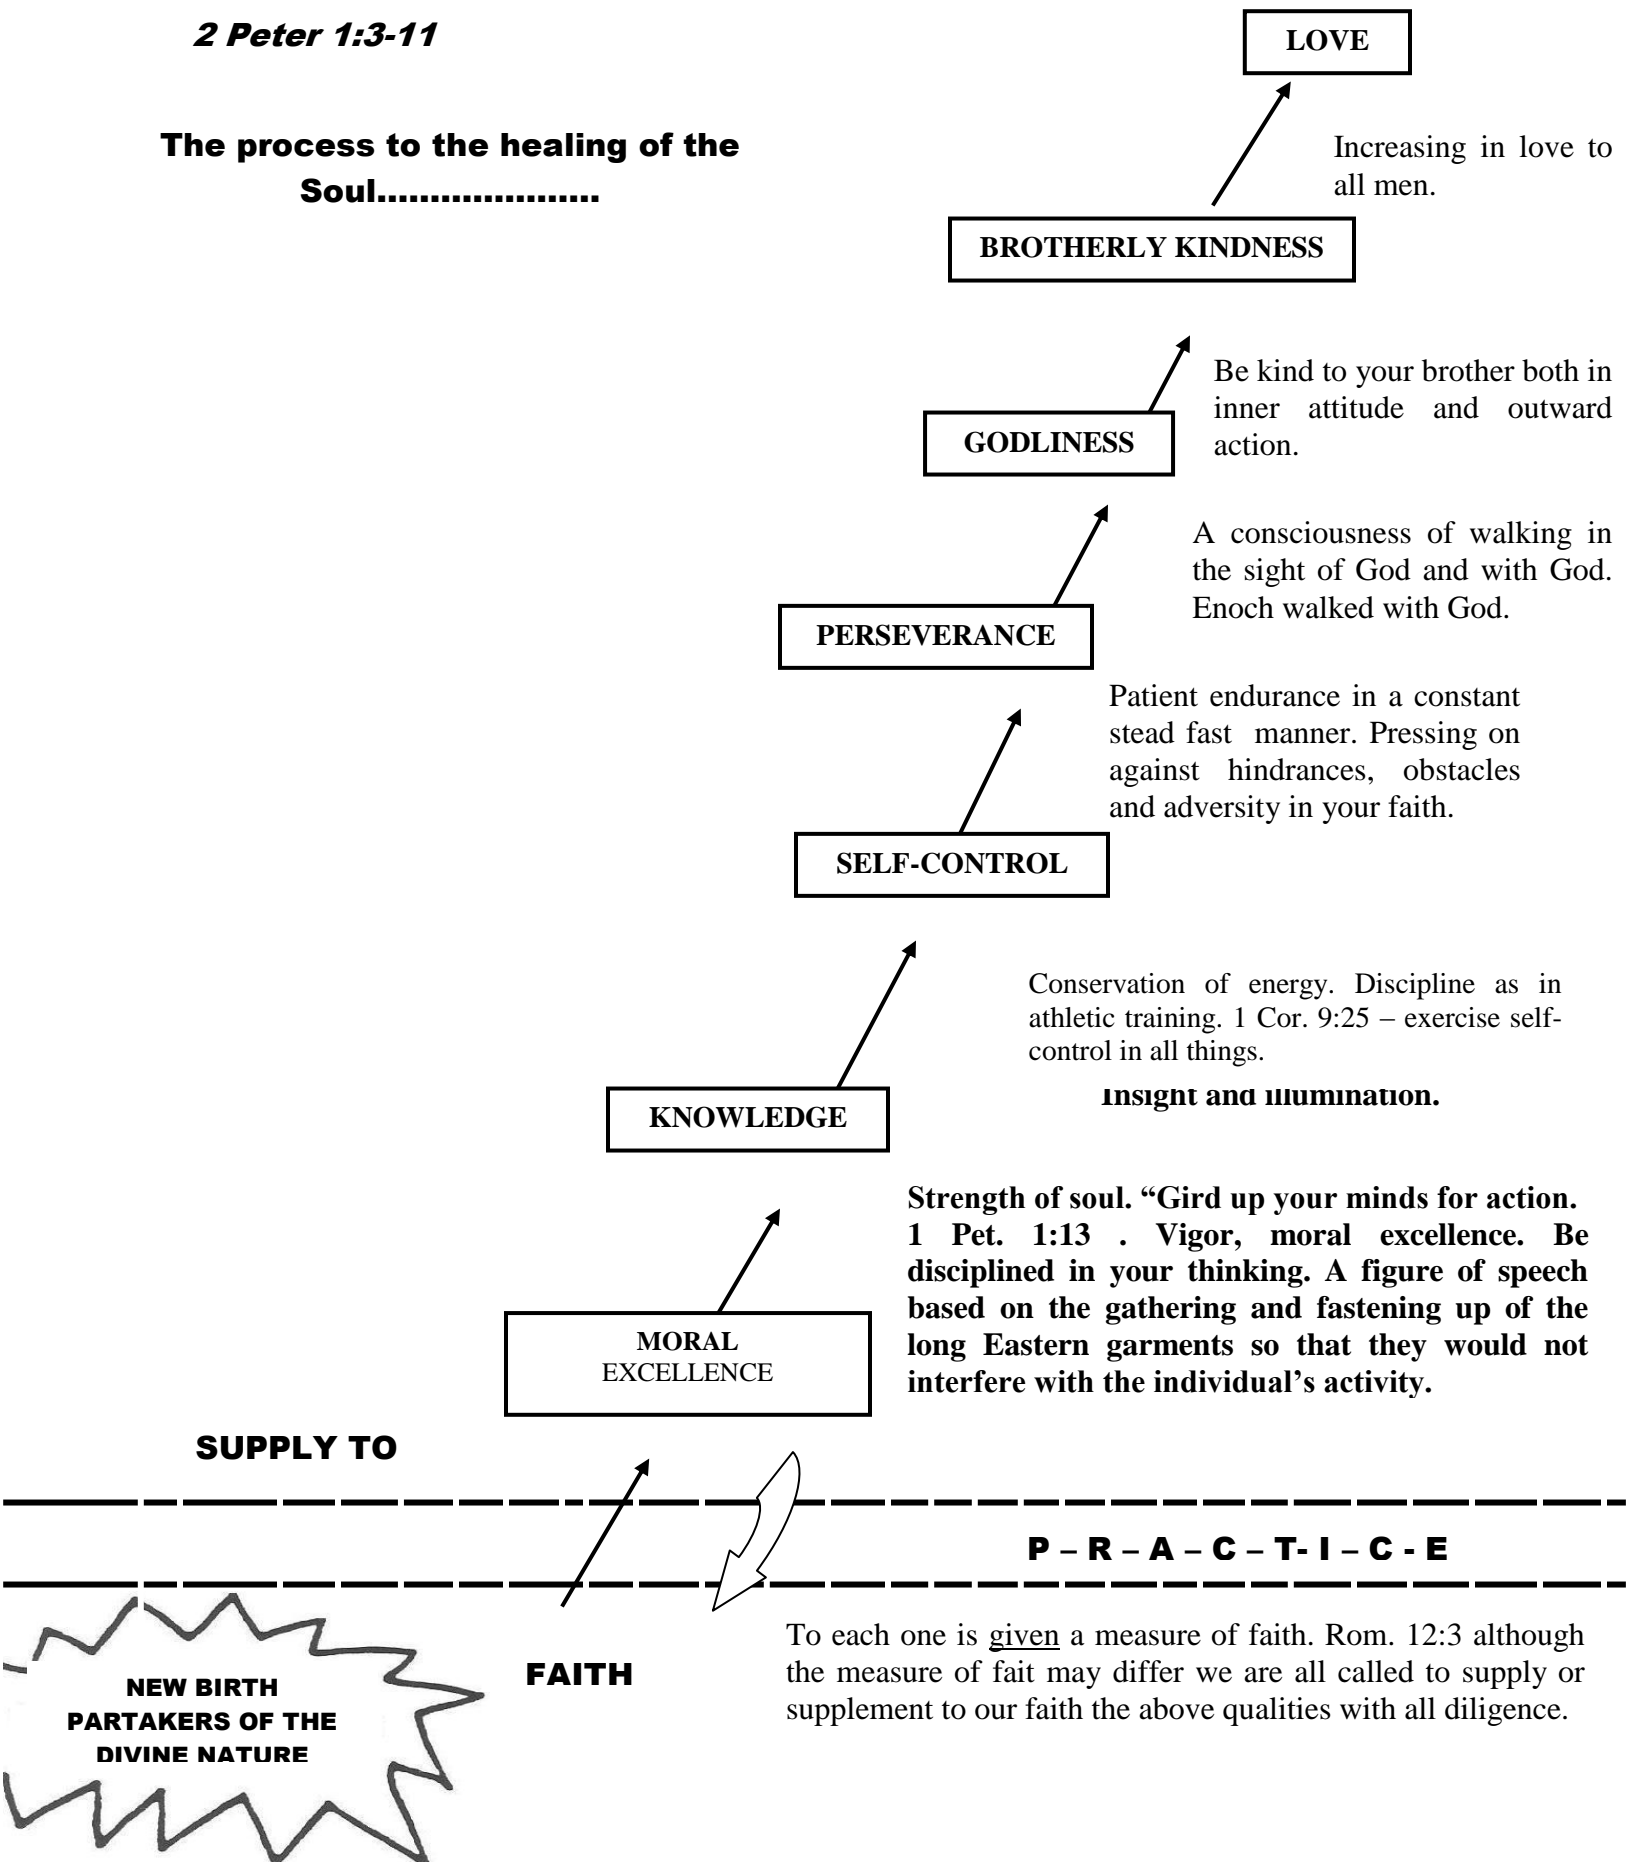 2 Peter 1:3-11
LOVE
The process to the healing of the
Soul.....................
Increasing in love to
all men.
BROTHERLY KINDNESS
Be kind to your brother both in
inner attitude and outward
action.
GODLINESS
A consciousness of walking in
the sight of God and with God.
Enoch walked with God.
PERSEVERANCE
Patient endurance in a constant
stead fast manner. Pressing on
against hindrances, obstacles
and adversity in your faith.
SELF-CONTROL
Conservation of energy. Discipline as in
athletic training. 1 Cor. 9:25 – exercise self-
control in all things.
Insight and illumination.
KNOWLEDGE
Strength of soul. “Gird up your minds for action.
1 Pet. 1:13 . Vigor, moral excellence. Be
disciplined in your thinking. A figure of speech
based on the gathering and fastening up of the
long Eastern garments so that they would not
interfere with the individual’s activity.
MORAL
EXCELLENCE
SUPPLY TO
P – R – A – C – T- I – C - E
To each one is given a measure of faith. Rom. 12:3 although
the measure of fait may differ we are all called to supply or
supplement to our faith the above qualities with all diligence.
FAITH
NEW BIRTH
PARTAKERS OF THE
DIVINE NATURE